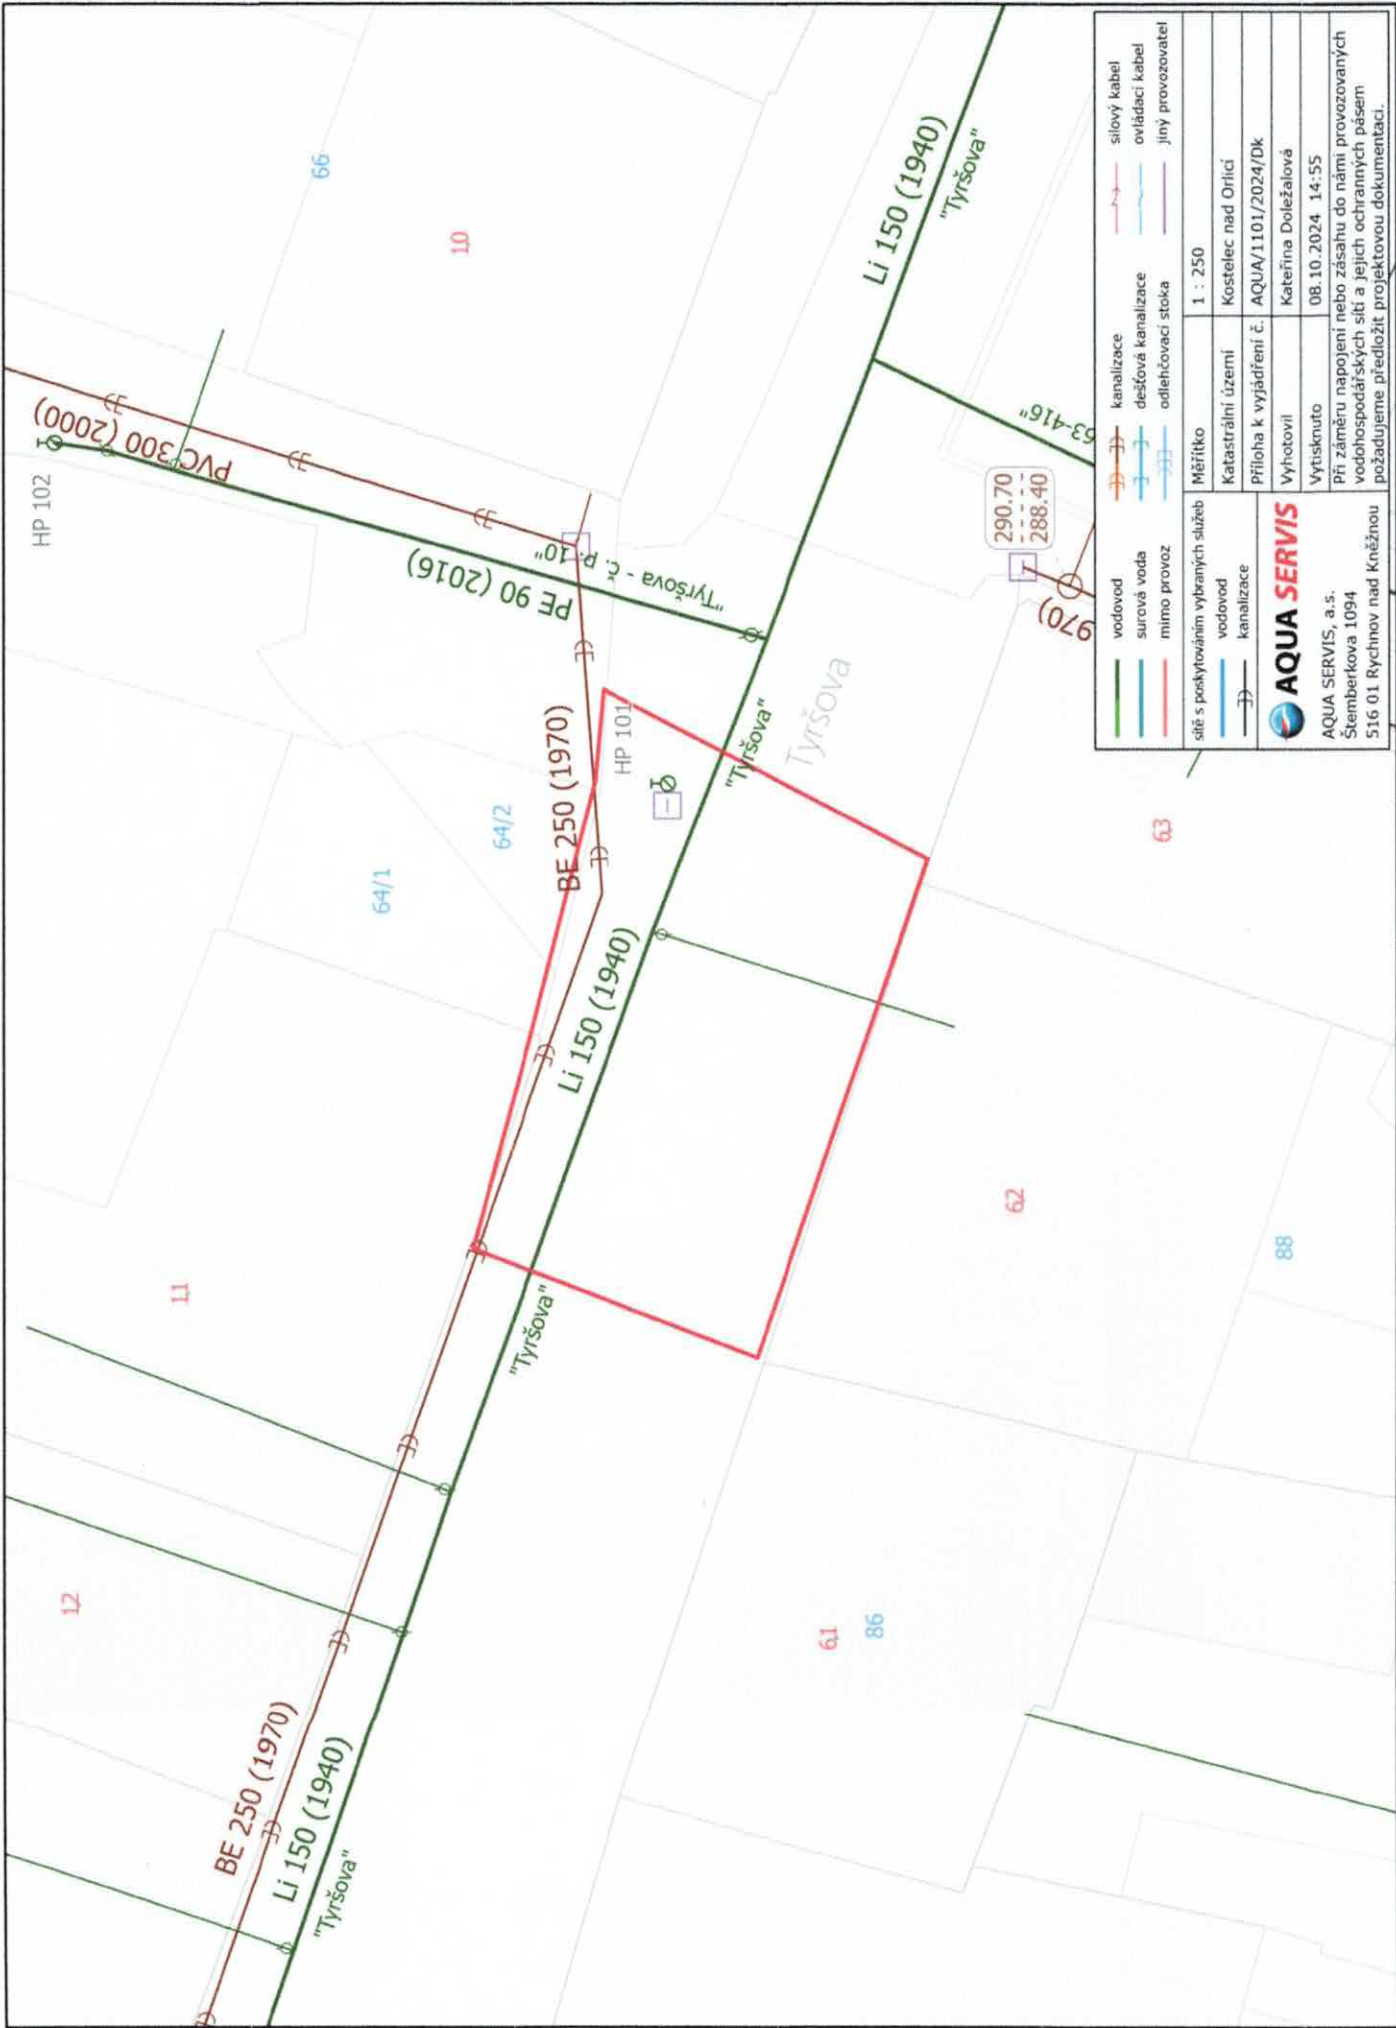 HP 102
PVC 300 (2000)
66
10
PE 90 (2016)
"Tyršova - č. p. 10"
Li 150 (1940)
"Tyršova"
63-416"
290.70
288.40
970)
Tyršova
"Tyršova"
HP 101
BE 250 (1970)
64/2
64/1
Li 150 (1940)
63
11
"Tyršova"
62
88
12
61
86
BE 250 (1970)
Li 150 (1940)
"Tyršova"
vodovod
surová voda
mimo provoz
kanalizace
dešťová kanalizace
odlehčovací stoka
silový kabel
ovládací kabel
jiný provozovatel
sítě s poskytováním vybraných služeb
vodovod
kanalizace
Měřítko 1 : 250
Katastrální území Kostelec nad Orlicí
Příloha k vyjádření č. AQUA/1101/2024/Dk
Vyhotovil Kateřina Doležalová
Vytisknuto 08.10.2024 14:55
AQUA SERVIS
AQUA SERVIS, a.s.
Štemberkova 1094
516 01 Rychnov nad Kněžnou
Při záměru napojení nebo zásahu do námi provozovaných
vodohospodářských sítí a jejich ochranných pásem
požadujeme předložit projektovou dokumentaci.